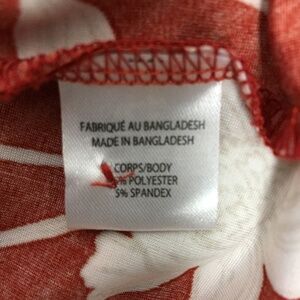 FABRIQUÉ AU BANGLADESH
MADE IN BANGLADESH
CORPS/BODY
% POLYESTER
5% SPANDEX